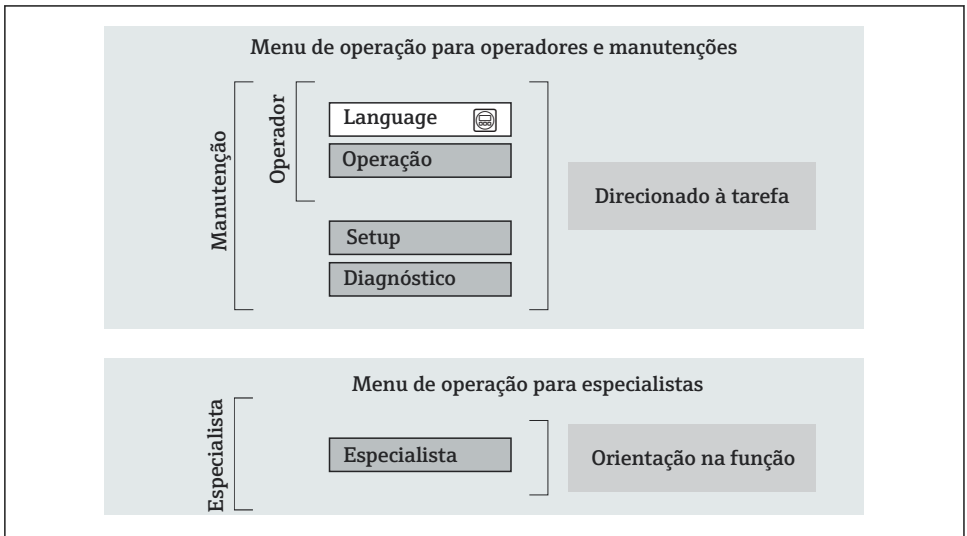 Menu de operação para operadores e manutenções
Manutenção
Operador
Language
Operação
Setup
Diagnóstico
Direcionado à tarefa
Menu de operação para especialistas
Especialista
Especialista
Orientação na função